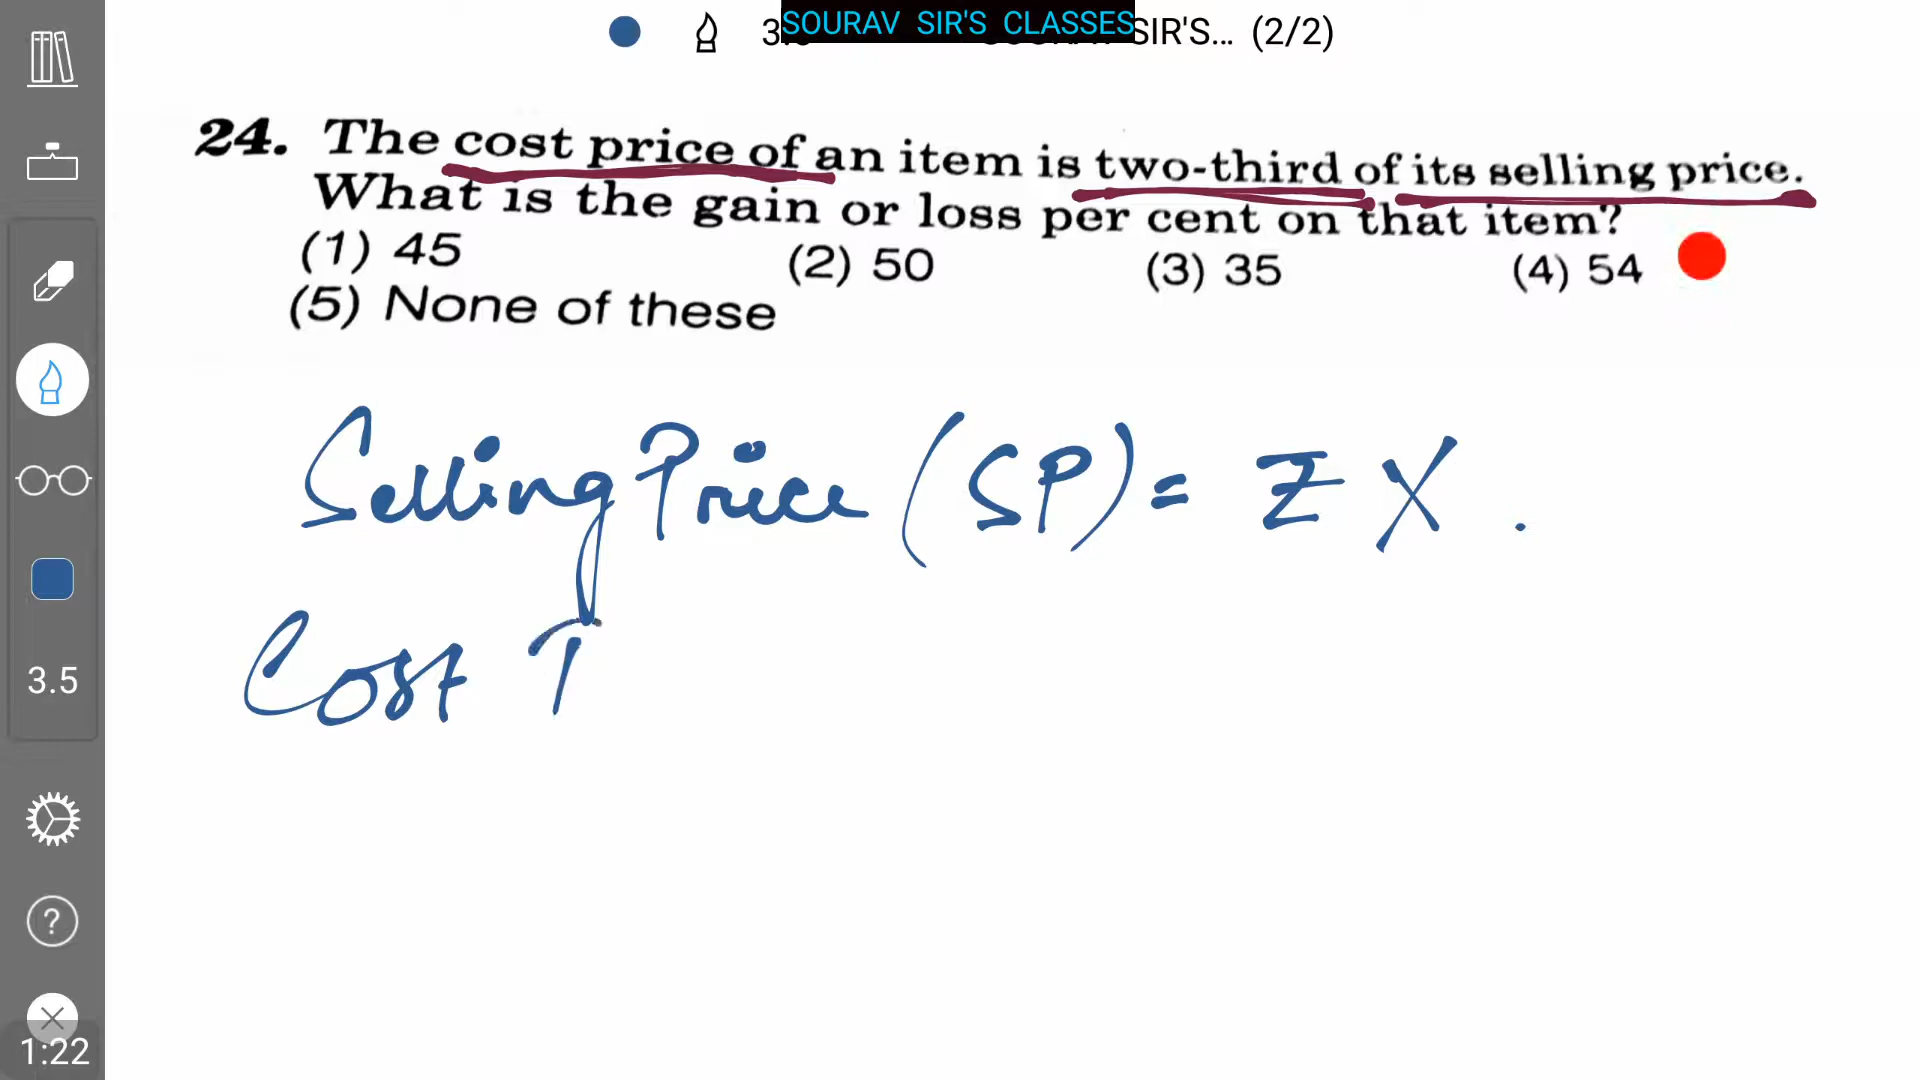 SOURAV SIR'S CLASSES
SIR'S... (2/2)
24. The cost price of an item is two-third of its selling price.
What is the gain or loss per cent on that item?
(1) 45 (2) 50 (3) 35 (4) 54
(5) None of these
Selling Price (SP) = ₹ X .
Cost
3.5
?
1:22